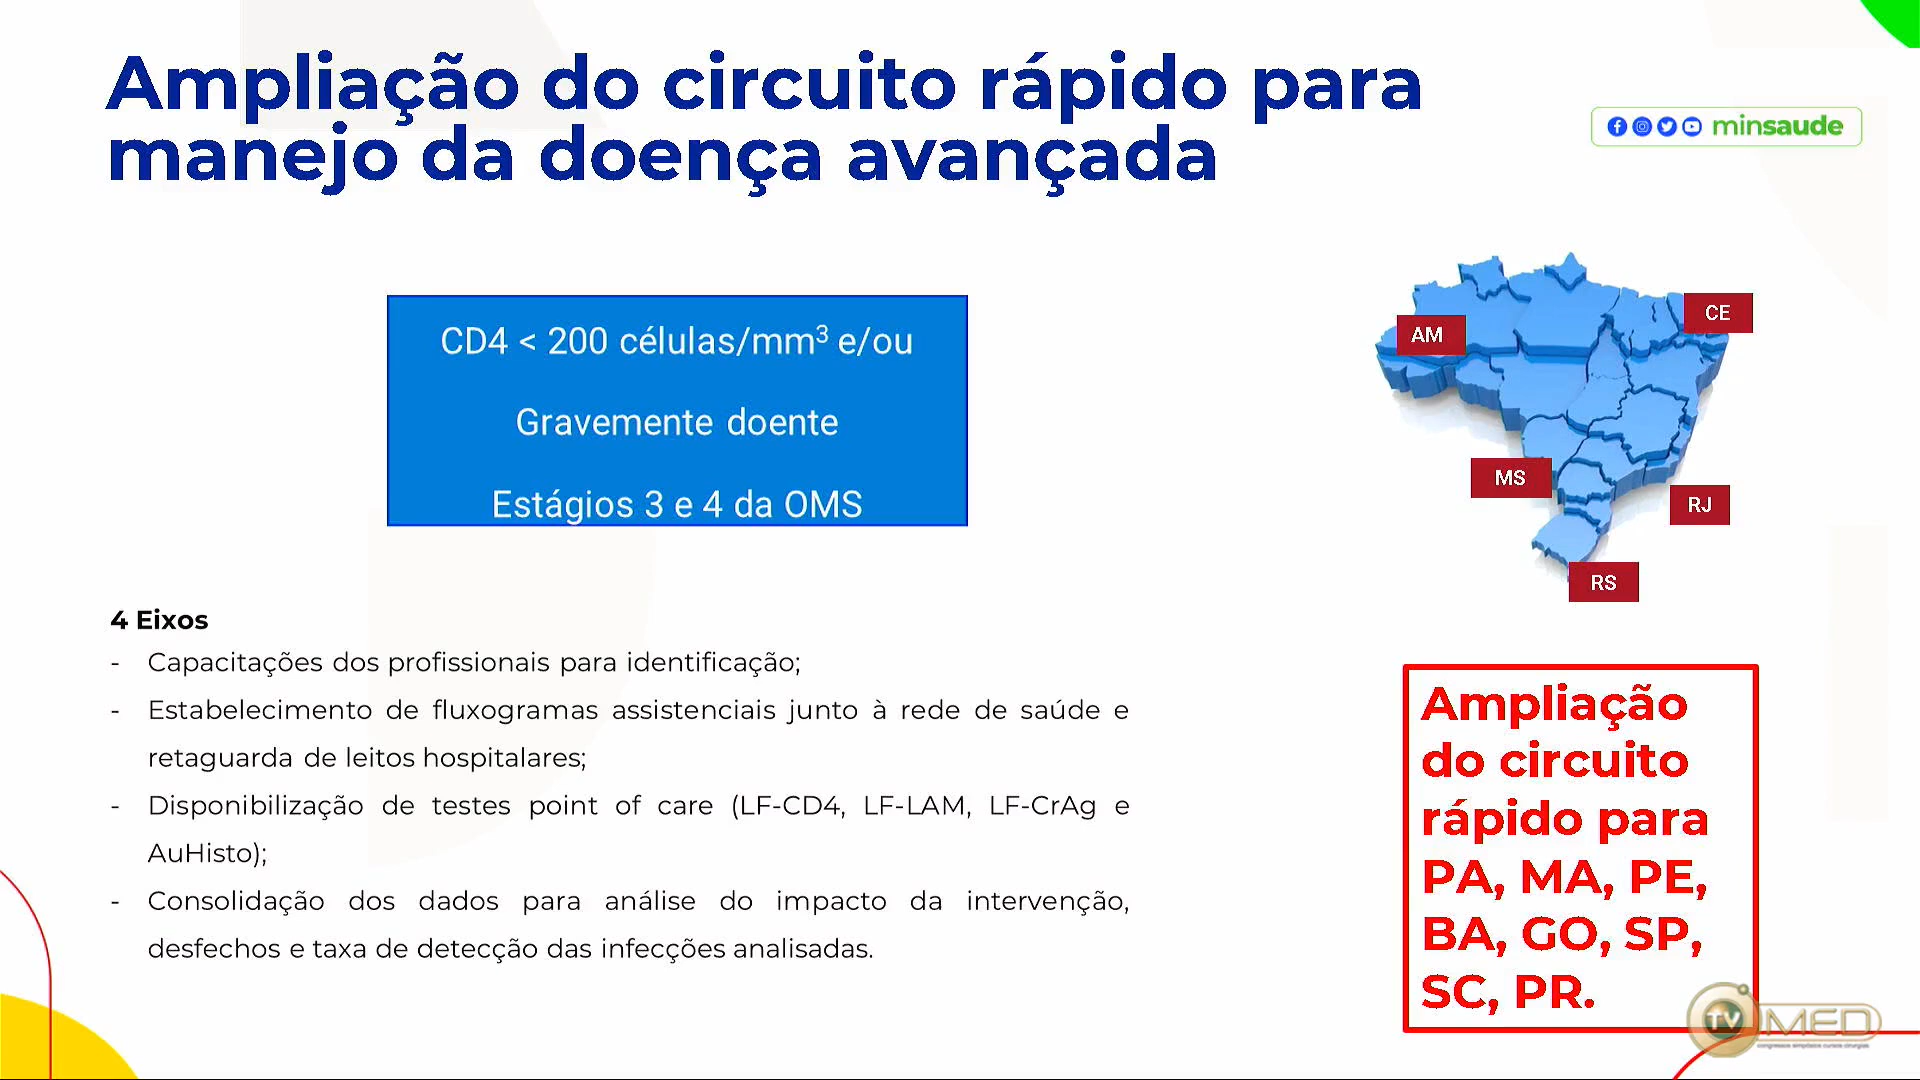 Ampliação do circuito rápido para
manejo da doença avançada
minsaude
CD4 < 200 células/mm³ e/ou
Gravemente doente
Estágios 3 e 4 da OMS
AM
CE
MS
RJ
RS
4 Eixos
- Capacitações dos profissionais para identificação;
- Estabelecimento de fluxogramas assistenciais junto à rede de saúde e
retaguarda de leitos hospitalares;
- Disponibilização de testes point of care (LF-CD4, LF-LAM, LF-CrAg e
AuHisto);
- Consolidação dos dados para análise do impacto da intervenção,
desfechos e taxa de detecção das infecções analisadas.
Ampliação
do circuito
rápido para
PA, MA, PE,
BA, GO, SP,
SC, PR.
TV MED